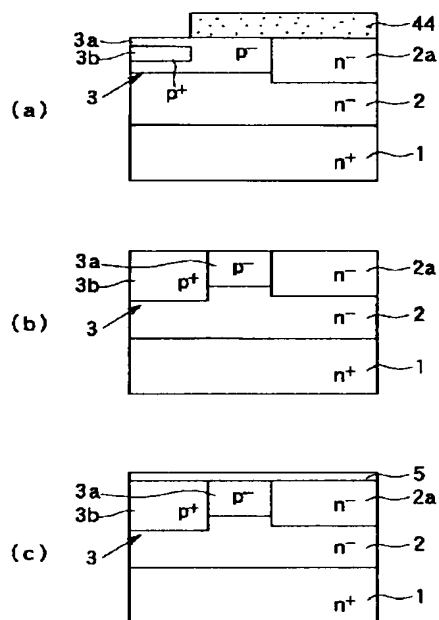 44
3a
3b
p⁻
n⁻
2a
3
p⁺
n⁻
2
(a)
n⁺
1
3a
3b
p⁺
p⁻
n⁻
2a
3
n⁻
2
(b)
n⁺
1
5
3a
3b
p⁺
p⁻
n⁻
2a
3
n⁻
2
(c)
n⁺
1